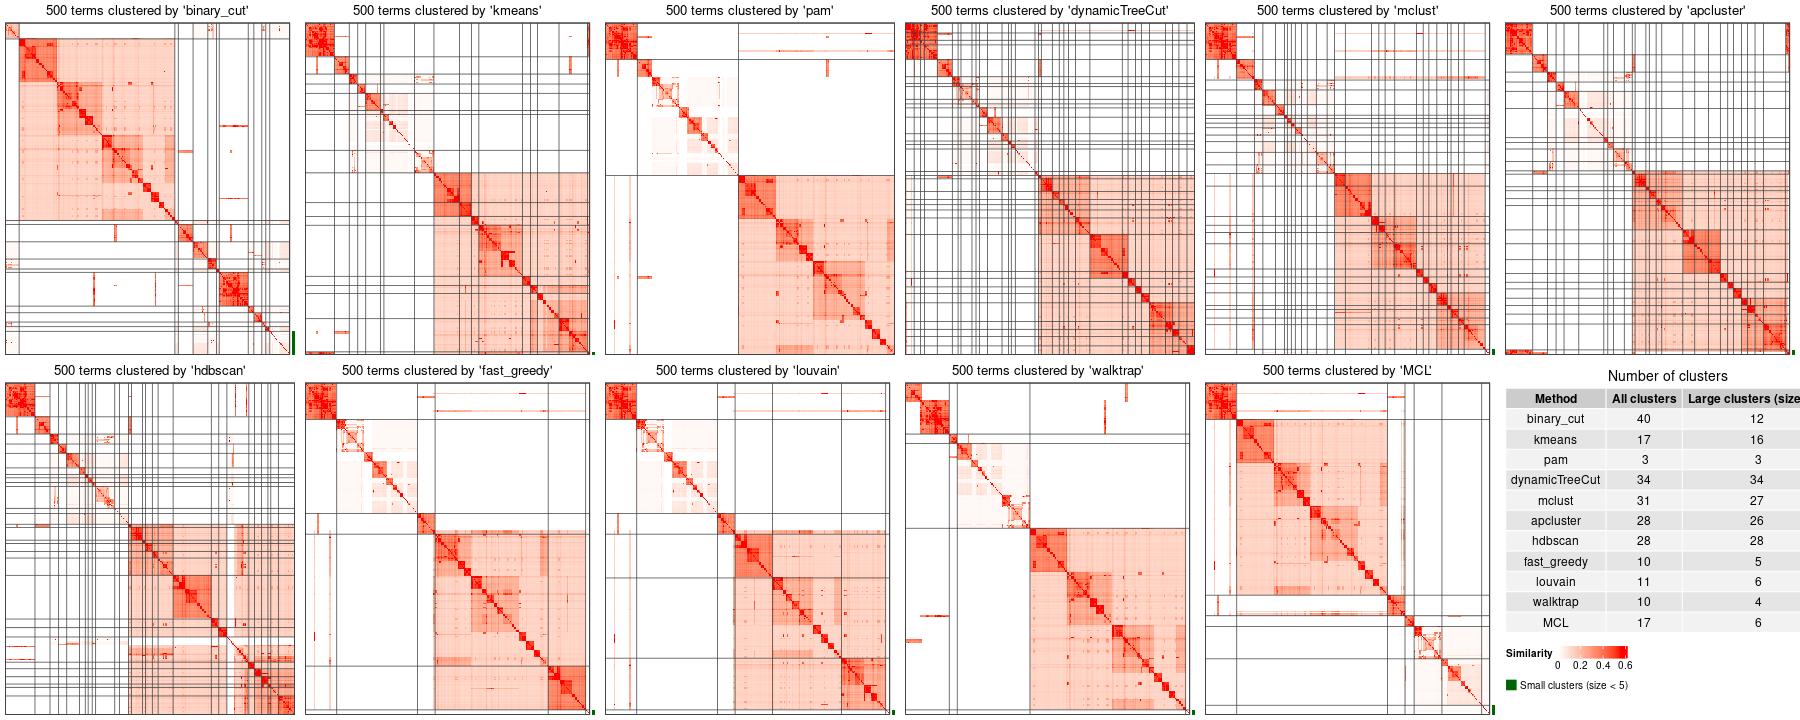 500 terms clustered by 'binary_cut'
500 terms clustered by 'kmeans'
500 terms clustered by 'pam'
500 terms clustered by 'dynamicTreeCut'
500 terms clustered by 'mclust'
500 terms clustered by 'apcluster'
500 terms clustered by 'hdbscan'
500 terms clustered by 'fast_greedy'
500 terms clustered by 'louvain'
500 terms clustered by 'walktrap'
500 terms clustered by 'MCL'
Number of clusters
Method All clusters Large clusters (size
binary_cut 40 12
kmeans 17 16
pam 3 3
dynamicTreeCut 34 34
mclust 31 27
apcluster 28 26
hdbscan 28 28
fast_greedy 10 5
louvain 11 6
walktrap 10 4
MCL 17 6
Similarity
0 0.2 0.4 0.6
Small clusters (size < 5)